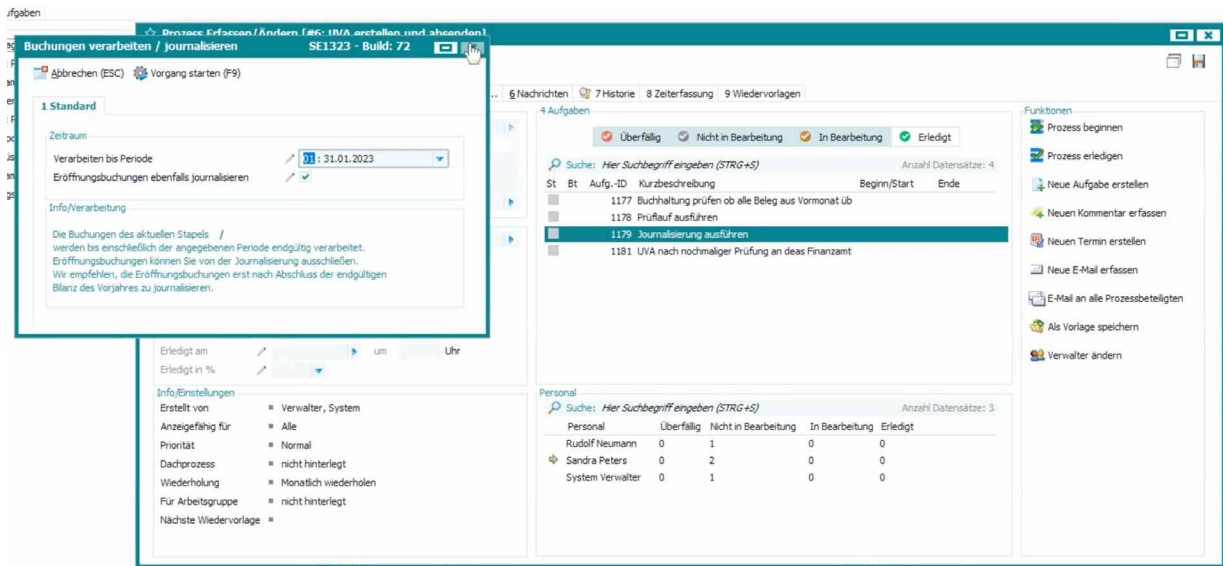 ufgaben
Prozess Erfassen/Ändern [#6: UVA erstellen und absenden]
Buchungen verarbeiten / journalisieren SE1323 - Build: 72
Abbrechen (ESC) Vorgang starten (F9)
1 Standard
Zeitraum
Verarbeiten bis Periode 01 : 31.01.2023
Eröffnungsbuchungen ebenfalls journalisieren
Info/Verarbeitung
Die Buchungen des aktuellen Stapels /
werden bis einschließlich der angegebenen Periode endgültig verarbeitet.
Eröffnungsbuchungen können Sie von der Journalisierung ausschließen.
Wir empfehlen, die Eröffnungsbuchungen erst nach Abschluss der endgültigen
Bilanz des Vorjahres zu journalisieren.
... 6 Nachrichten 7 Historie 8 Zeiterfassung 9 Wiedervorlagen
4 Aufgaben
Überfällig Nicht in Bearbeitung In Bearbeitung Erledigt
Suche: Hier Suchbegriff eingeben (STRG+S) Anzahl Datensätze: 4
St Bt Aufg.-ID Kurzbeschreibung Beginn/Start Ende
1177 Buchhaltung prüfen ob alle Beleg aus Vormonat üb
1178 Prüflauf ausführen
1179 Journalisierung ausführen
1181 UVA nach nochmaliger Prüfung an deas Finanzamt
Funktionen
Prozess beginnen
Prozess erledigen
Neue Aufgabe erstellen
Neuen Kommentar erfassen
Neuen Termin erstellen
Neue E-Mail erfassen
E-Mail an alle Prozessbeteiligten
Als Vorlage speichern
Verwalter ändern
Erledigt am um Uhr
Erledigt in %
Info/Einstellungen
Erstellt von Verwalter, System
Anzeigefähig für Alle
Priorität Normal
Dachprozess nicht hinterlegt
Wiederholung Monatlich wiederholen
Für Arbeitsgruppe nicht hinterlegt
Nächste Wiedervorlage
Personal
Suche: Hier Suchbegriff eingeben (STRG+S) Anzahl Datensätze: 3
Personal Überfällig Nicht in Bearbeitung In Bearbeitung Erledigt
Rudolf Neumann 0 1 0 0
Sandra Peters 0 2 0 0
System Verwalter 0 1 0 0